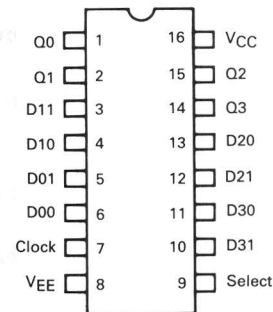 Q0 1 16 VCC
Q1 2 15 Q2
D11 3 14 Q3
D10 4 13 D20
D01 5 12 D21
D00 6 11 D30
Clock 7 10 D31
VEE 8 9 Select